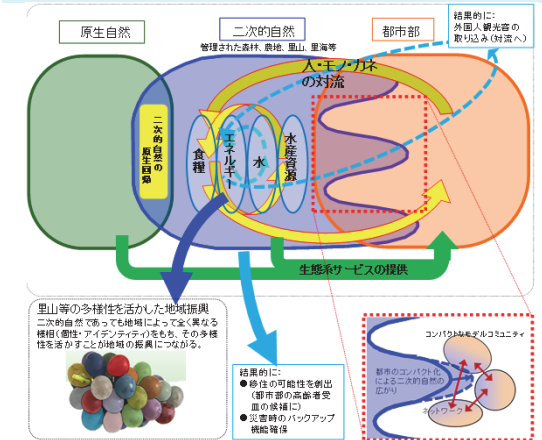 原生自然
二次的自然
管理された森林、農地、里山、里海等
都市部
結果的に:
外国人観光客の
取り込み(対流へ)
人・モノ・カネ
の対流
二次的自然の
原生回帰
食糧
エネルギー
水
水産資源
生態系サービスの提供
里山等の多様性を活かした地域振興
二次的自然であっても地域によって全く異なる
様相(個性・アイデンティティ)をもち、その多様
性を活かすことが地域の振興につながる。
結果的に:
●移住の可能性を創出
(都市部の高齢者受
皿の候補に)
●災害時のバックアップ
機能確保
コンパクトなモデルコミュニティ
都市のコンパクト化
による二次的自然の
広がり
ネットワーク